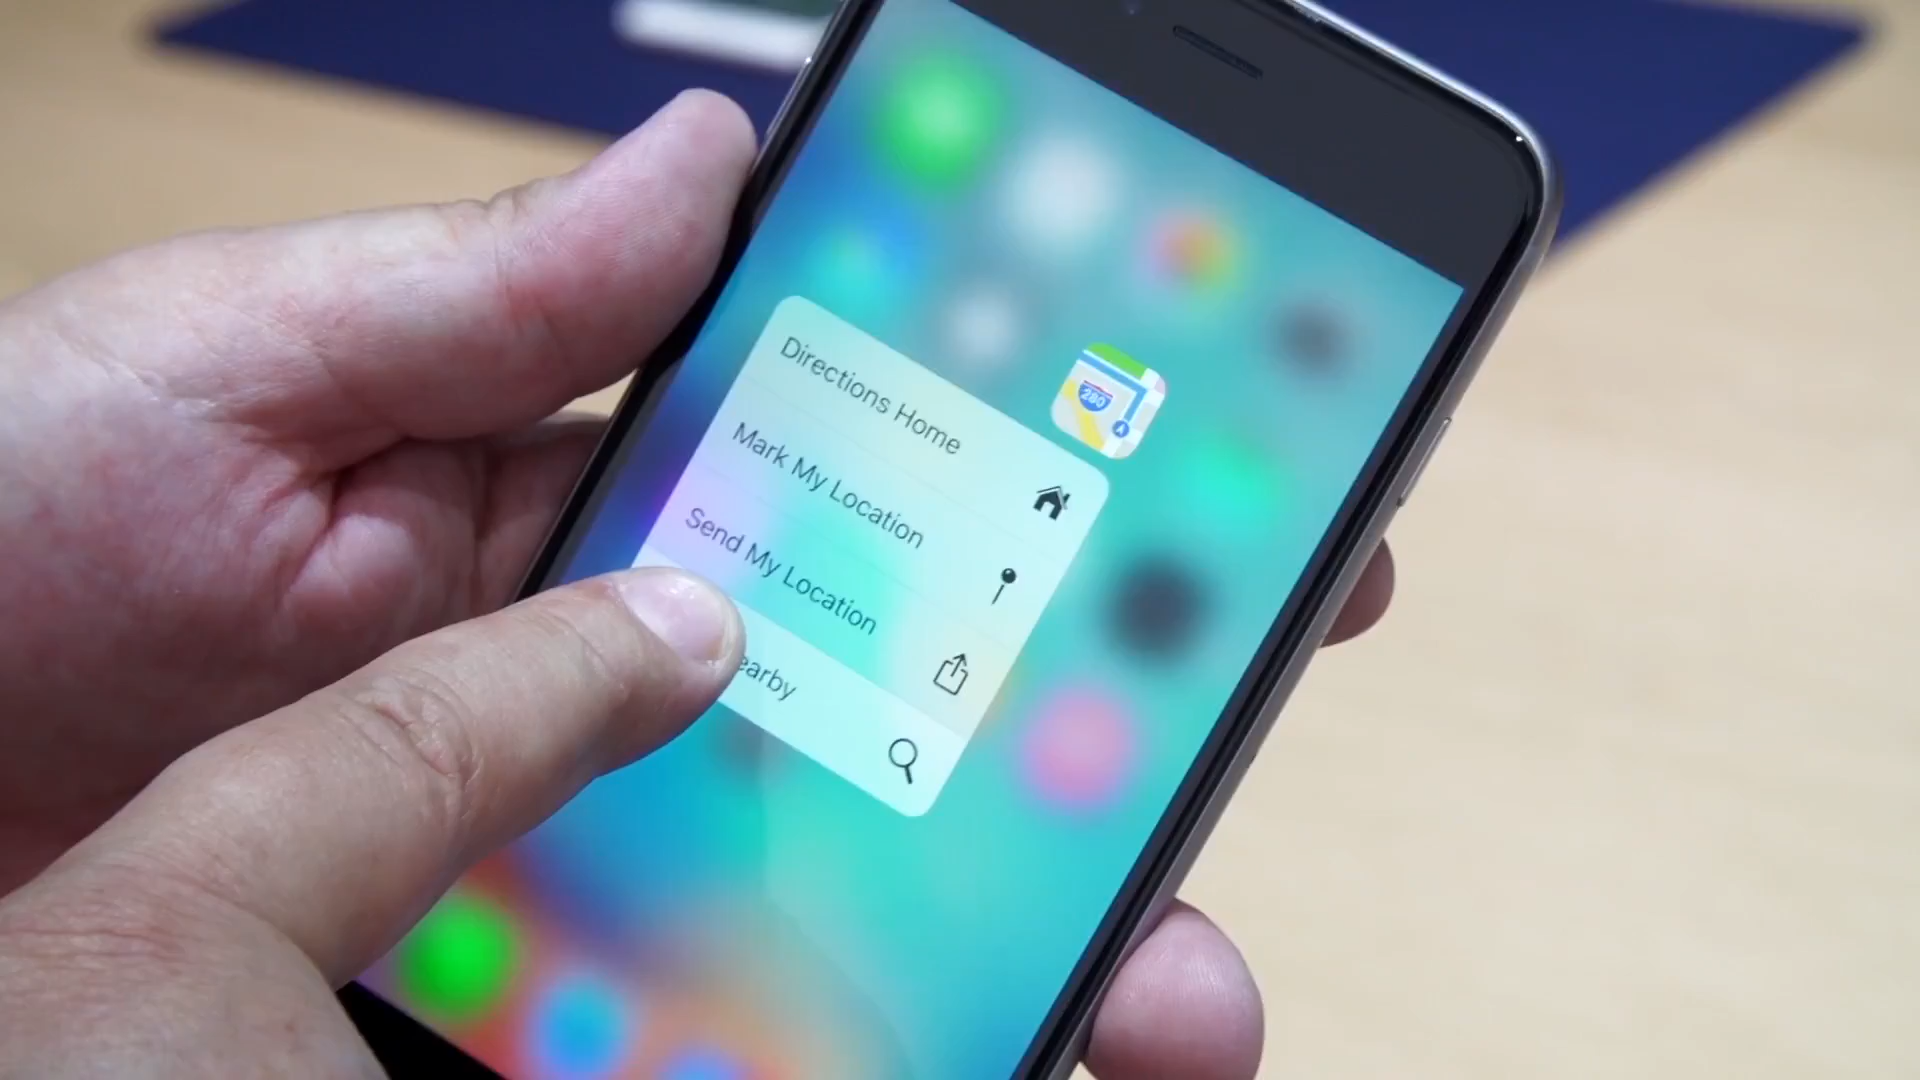 Directions Home
Mark My Location
Send My Location
earby
280